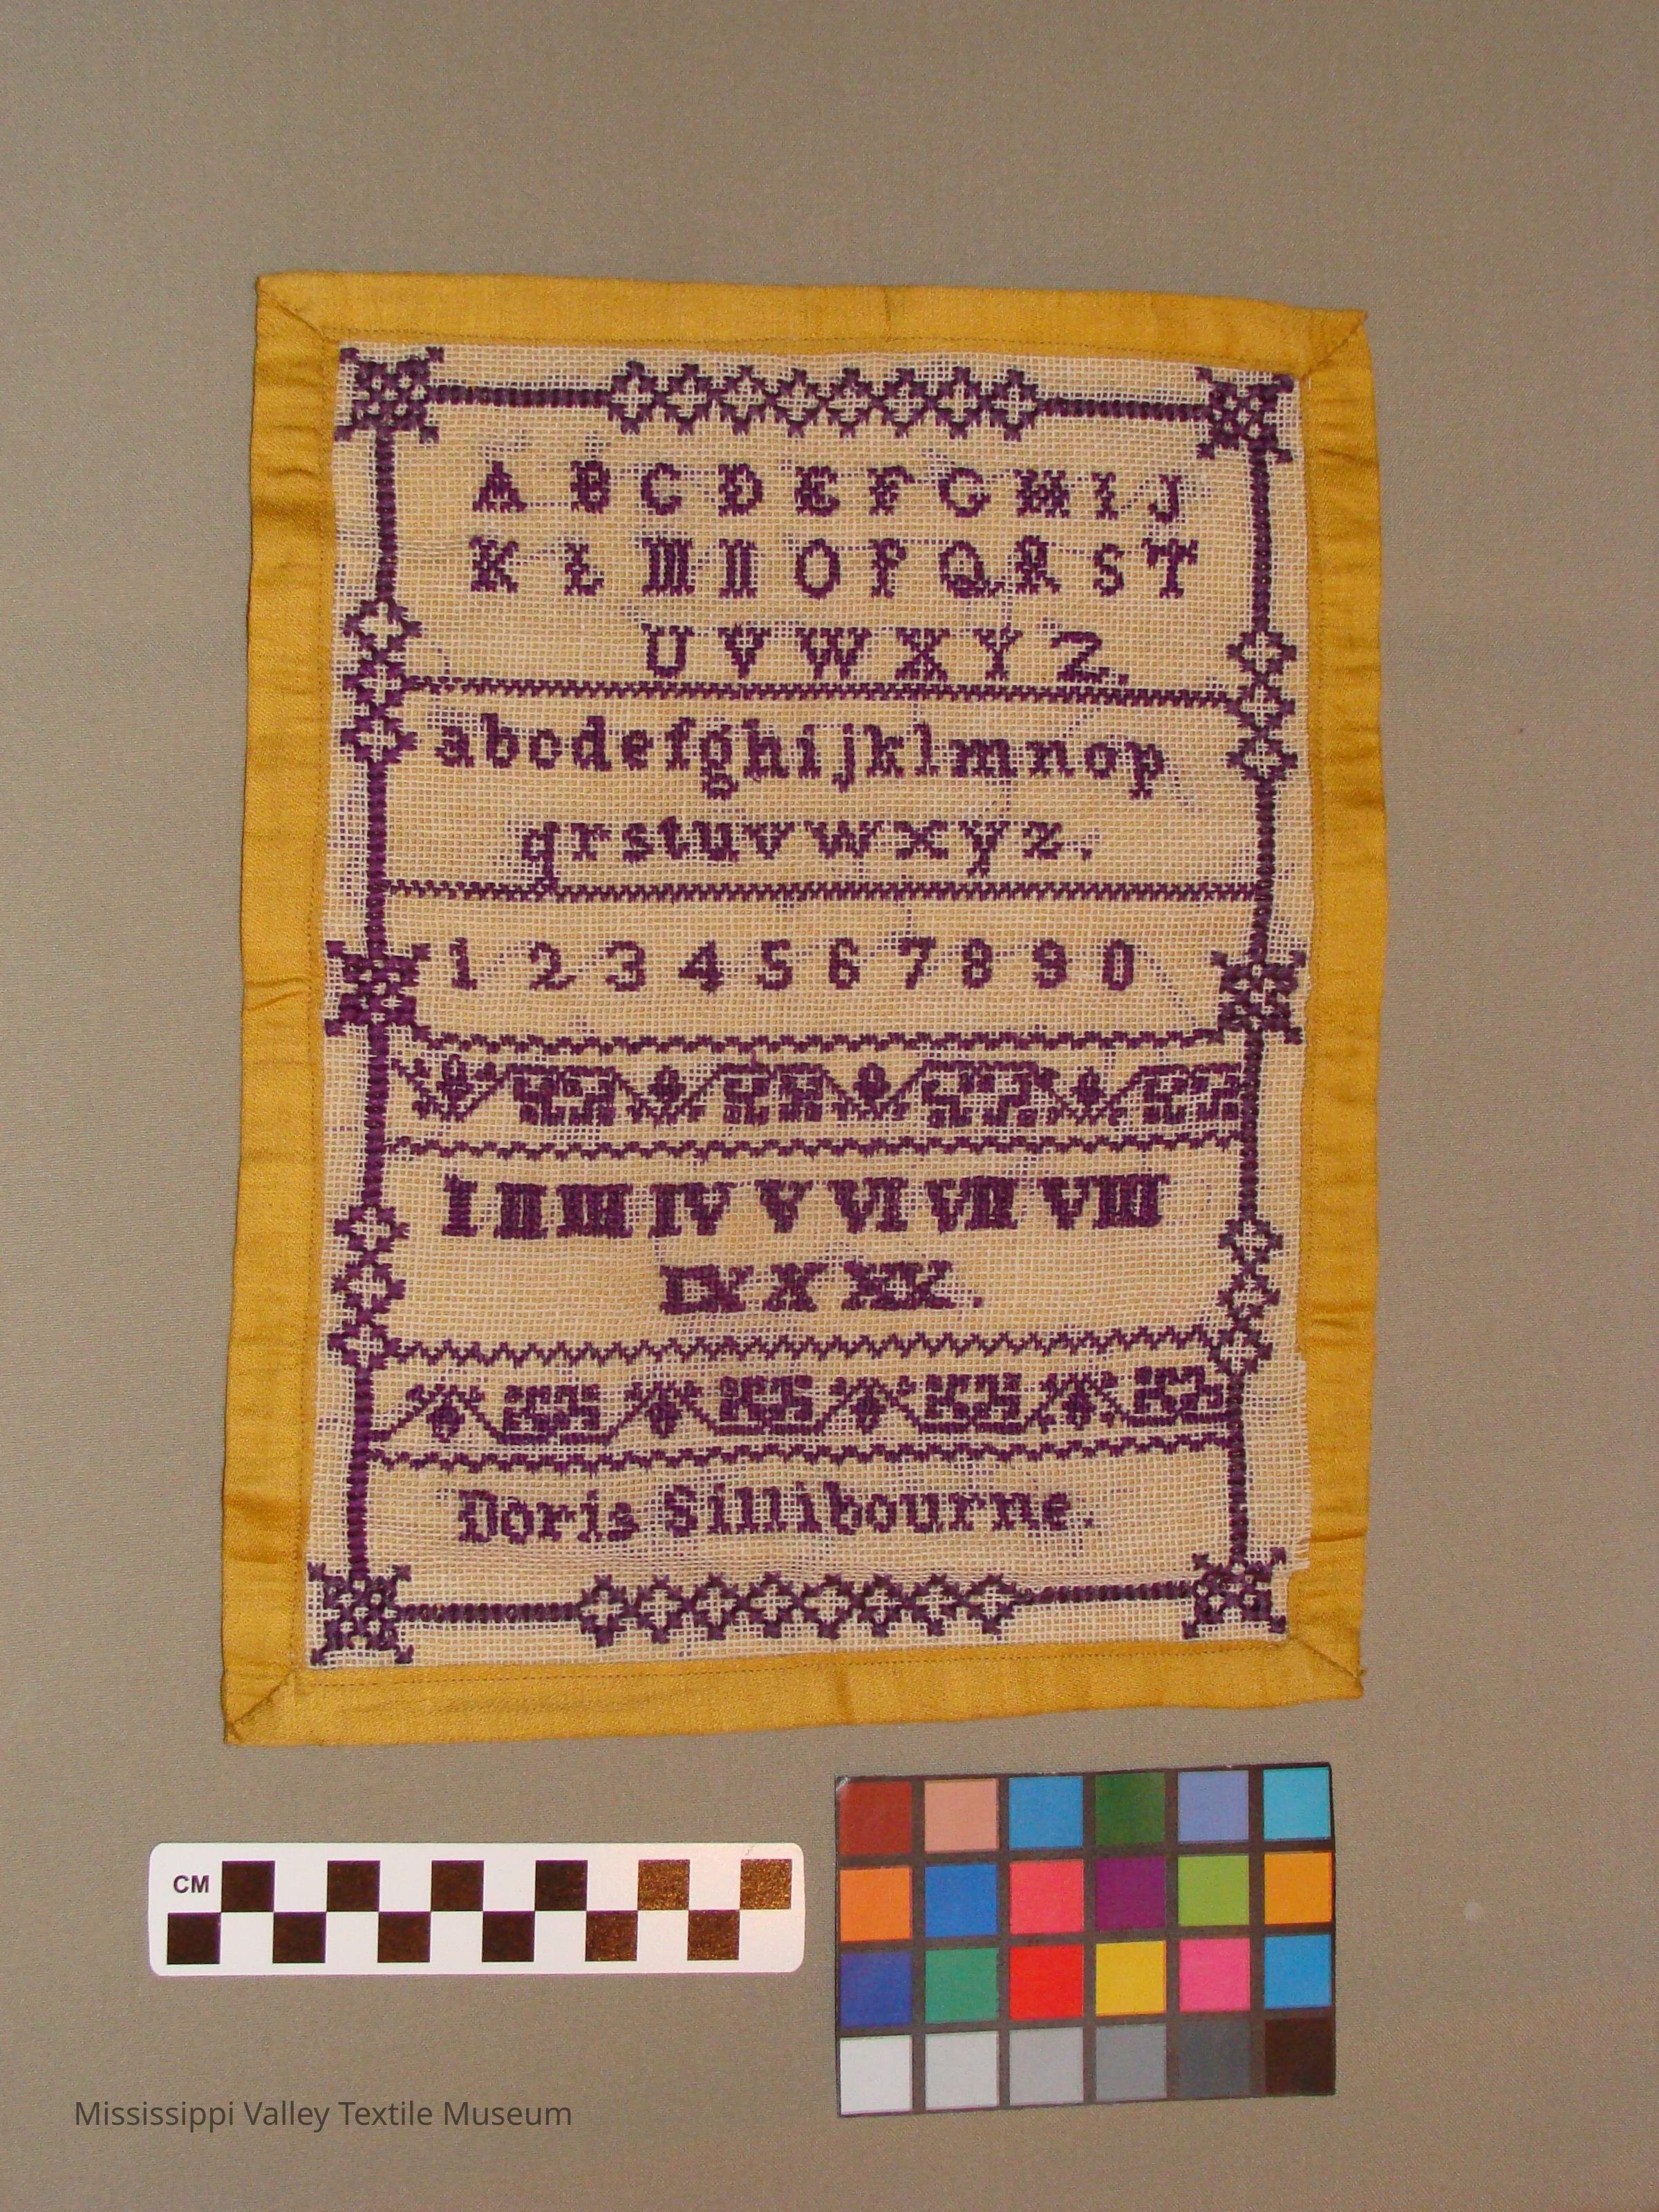 A B C D E F G H I J
K L M N O P Q R S T
U V W X Y Z.
abcdefghijklmnop
qrstuvwxyz.
1 2 3 4 5 6 7 8 9 0
I II III IV V VI VII VIII
IX X XX.
Doris Sillibourne.
CM
Mississippi Valley Textile Museum